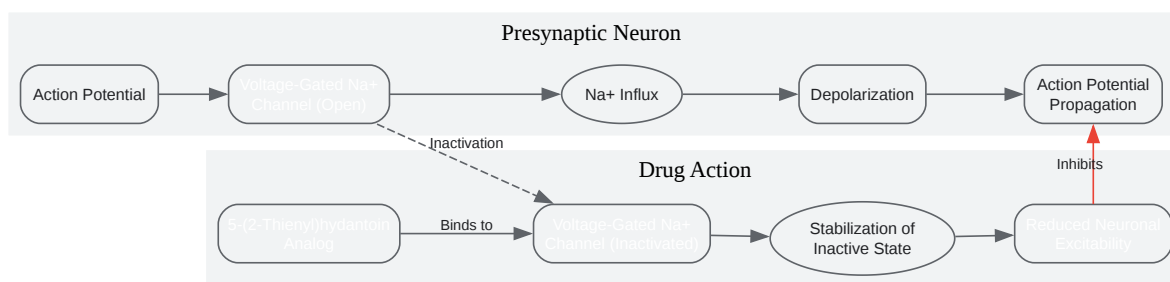 Presynaptic Neuron
Action Potential
Voltage-Gated Na+
Channel (Open)
Na+ Influx
Depolarization
Action Potential
Propagation
Inactivation
Drug Action
Inhibits
5-(2-Thienyl)hydantoin
Analog
Binds to
Voltage-Gated Na+
Channel (Inactivated)
Stabilization of
Inactive State
Reduced Neuronal
Excitability